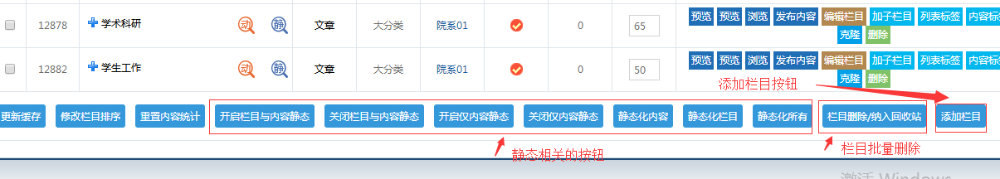 预览 预览 浏览 发布内容 编辑栏目 加子栏目 列表标签 内容标
12878 学术科研 动 静 文章 大分类 院系01 0 65
克隆 删除
预览 预览 浏览 发布内容 编辑栏目 加子栏目 列表标签 内容标
12882 学生工作 动 静 文章 大分类 院系01 0 50
克隆 删除
添加栏目按钮
更新缓存 修改栏目排序 重置内容统计 开启栏目与内容静态 关闭栏目与内容静态 开启仅内容静态 关闭仅内容静态 静态化内容 静态化栏目 静态化所有 栏目删除/纳入回收站 添加栏目
静态相关的按钮
栏目批量删除
激活 Windows